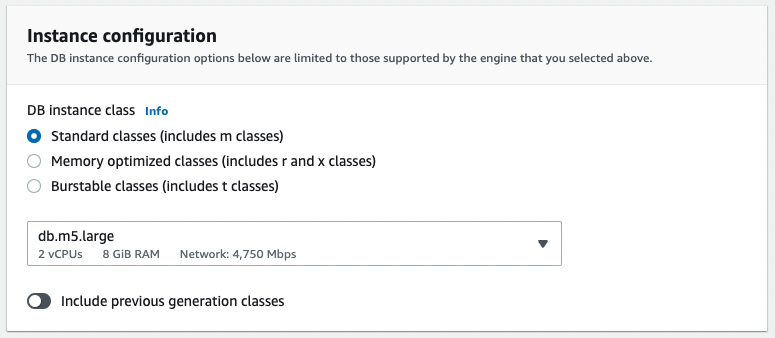 Instance configuration
The DB instance configuration options below are limited to those supported by the engine that you selected above.
DB instance class Info
Standard classes (includes m classes)
Memory optimized classes (includes r and x classes)
Burstable classes (includes t classes)
db.m5.large
2 vCPUs 8 GiB RAM Network: 4,750 Mbps
Include previous generation classes